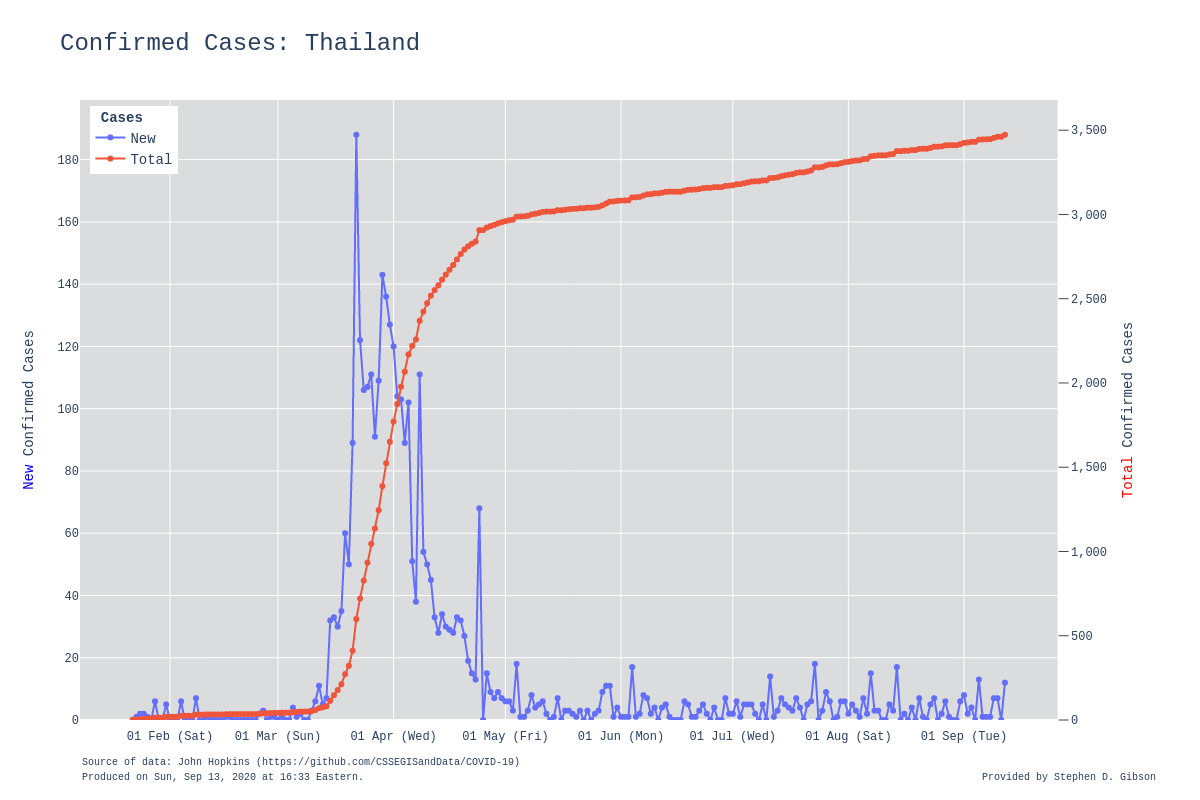 Confirmed Cases: Thailand
Cases
New
Total
180
160
140
120
100
80
60
40
20
0
3,500
3,000
2,500
2,000
1,500
1,000
500
0
New Confirmed Cases
Total Confirmed Cases
01 Feb (Sat) 01 Mar (Sun) 01 Apr (Wed) 01 May (Fri) 01 Jun (Mon) 01 Jul (Wed) 01 Aug (Sat) 01 Sep (Tue)
Source of data: John Hopkins (https://github.com/CSSEGISandData/COVID-19)
Produced on Sun, Sep 13, 2020 at 16:33 Eastern.
Provided by Stephen D. Gibson